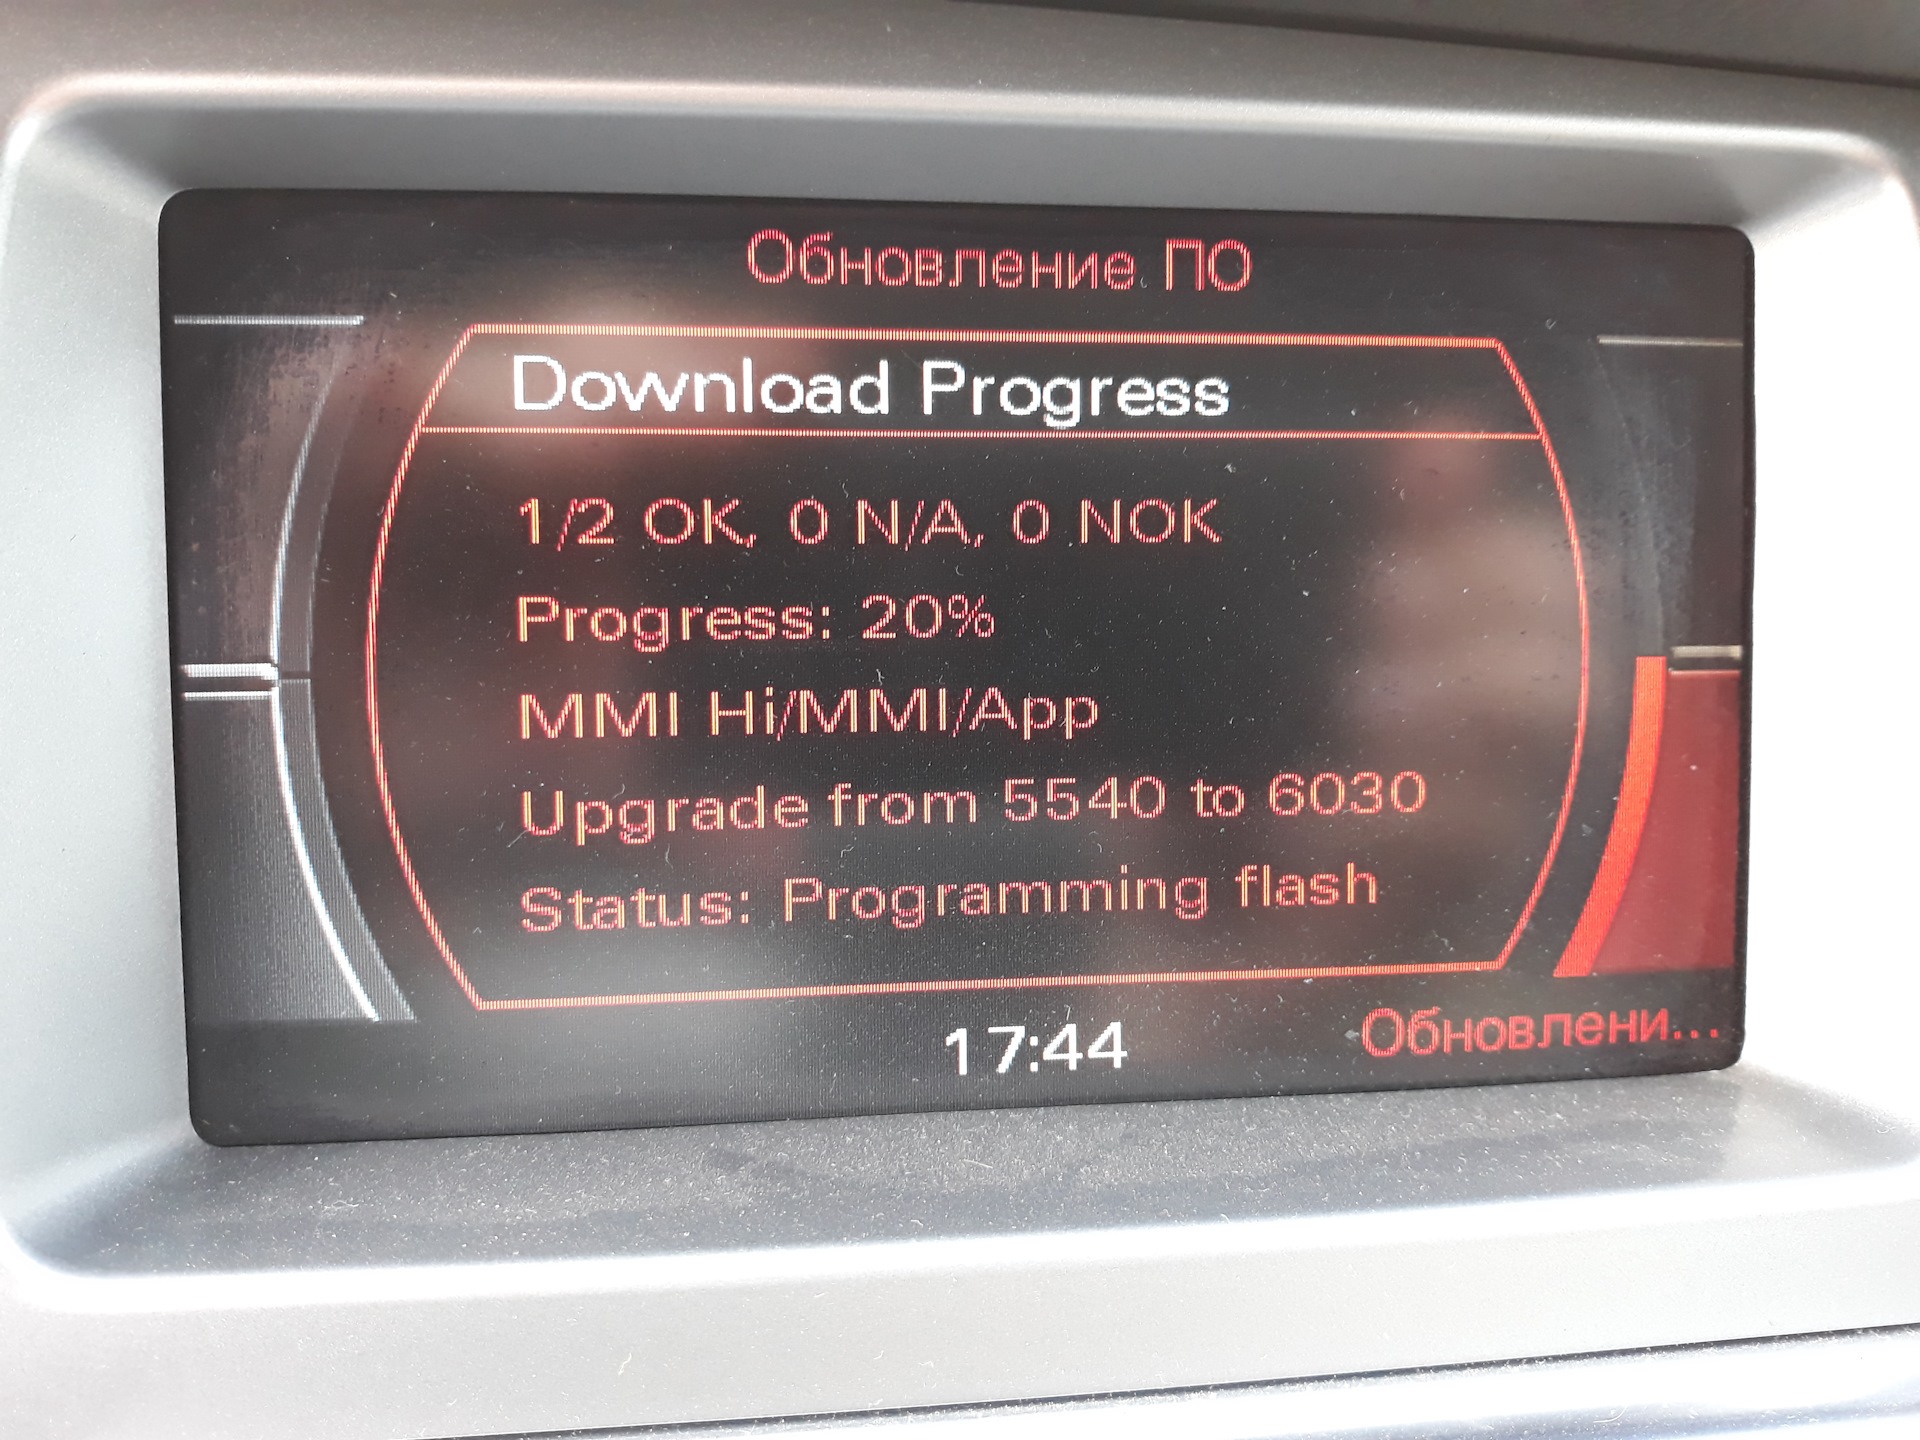 Обновление ПО
Download Progress
1/2 OK, 0 N/A, 0 NOK
Progress: 20%
MMI Hi/MMI/App
Upgrade from 5540 to 6030
Status: Programming flash
17:44
Обновлени...